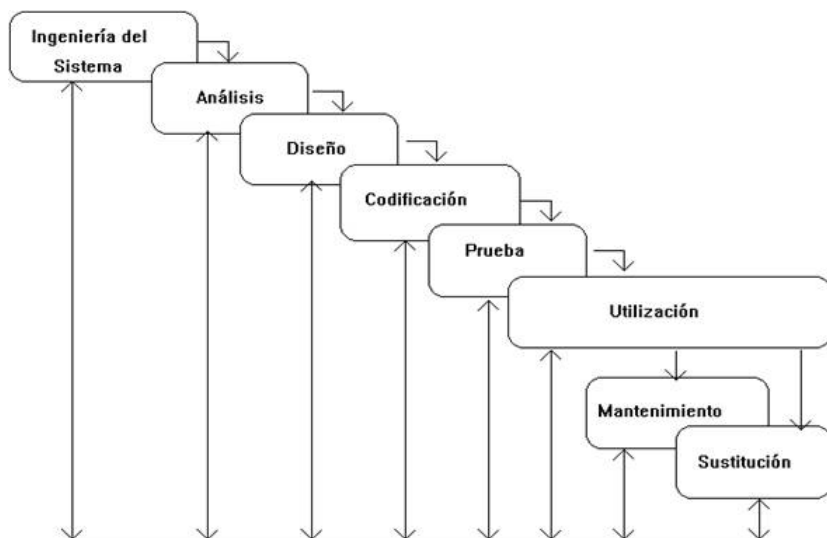 Ingeniería del
Sistema
Análisis
Diseño
Codificación
Prueba
Utilización
Mantenimiento
Sustitución